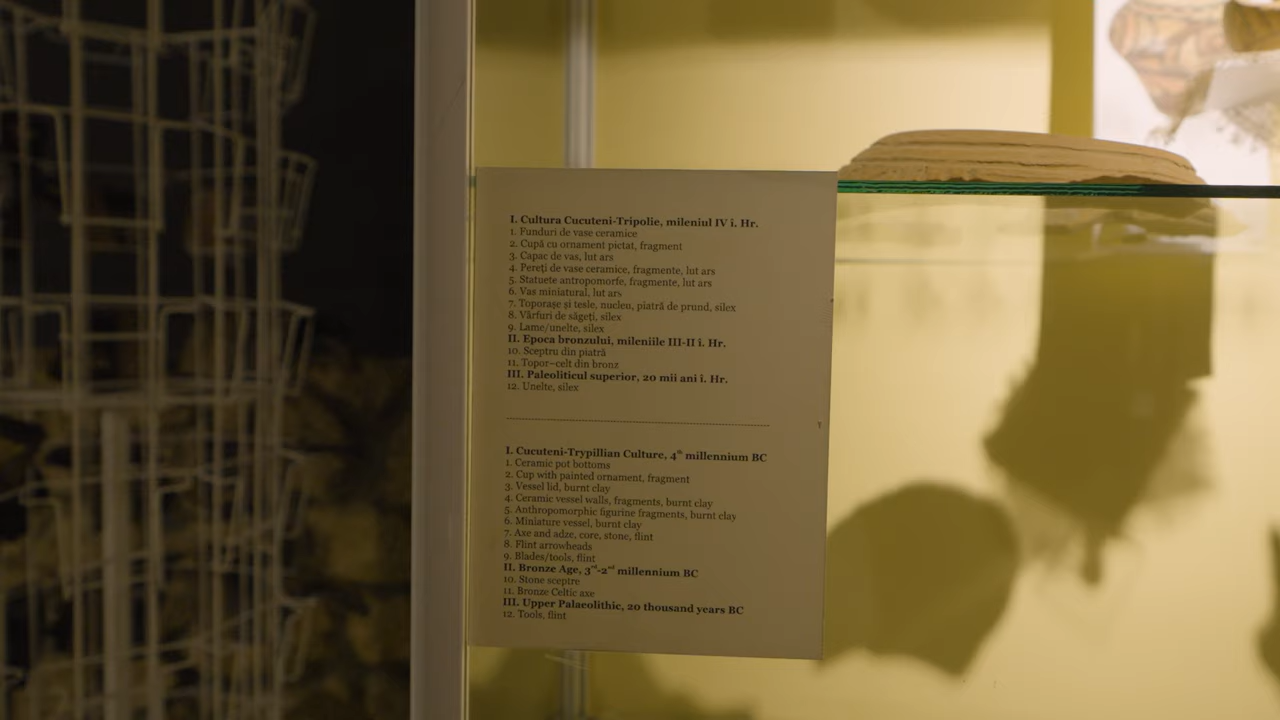 I. Cultura Cucuteni-Tripolie, mileniul IV î. Hr.
1. Funduri de vase ceramice
2. Cupă cu ornament pictat, fragment
3. Capac de vas, lut ars
4. Pereți de vase ceramice, fragmente, lut ars
5. Statuete antropomorfe, fragmente, lut ars
6. Vas miniatural, lut ars
7. Toporașe și tesle, nucleu, piatră de prund, silex
8. Vârfuri de săgeți, silex
9. Lame/unelte, silex
II. Epoca bronzului, mileniile III-II î. Hr.
10. Sceptru din piatră
11. Topor-celt din bronz
III. Paleoliticul superior, 20 mii ani î. Hr.
12. Unelte, silex
I. Cucuteni-Trypillian Culture, 4th millennium BC
1. Ceramic pot bottoms
2. Cup with painted ornament, fragment
3. Vessel lid, burnt clay
4. Ceramic vessel walls, fragments, burnt clay
5. Anthropomorphic figurine fragments, burnt clay
6. Miniature vessel, burnt clay
7. Axe and adze, core, stone, flint
8. Flint arrowheads
9. Blades/tools, flint
II. Bronze Age, 3rd-2nd millennium BC
10. Stone sceptre
11. Bronze Celtic axe
III. Upper Palaeolithic, 20 thousand years BC
12. Tools, flint